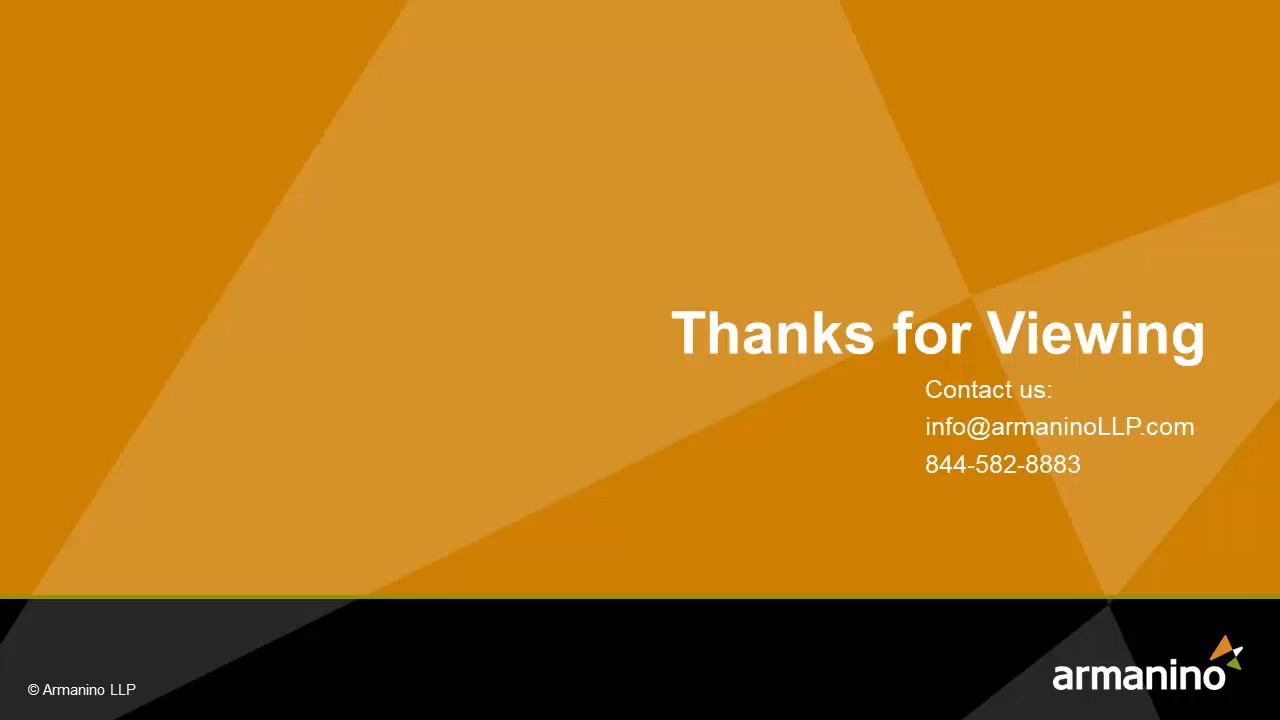 Thanks for Viewing
Contact us:
info@armaninoLLP.com
844-582-8883
© Armanino LLP
armanino